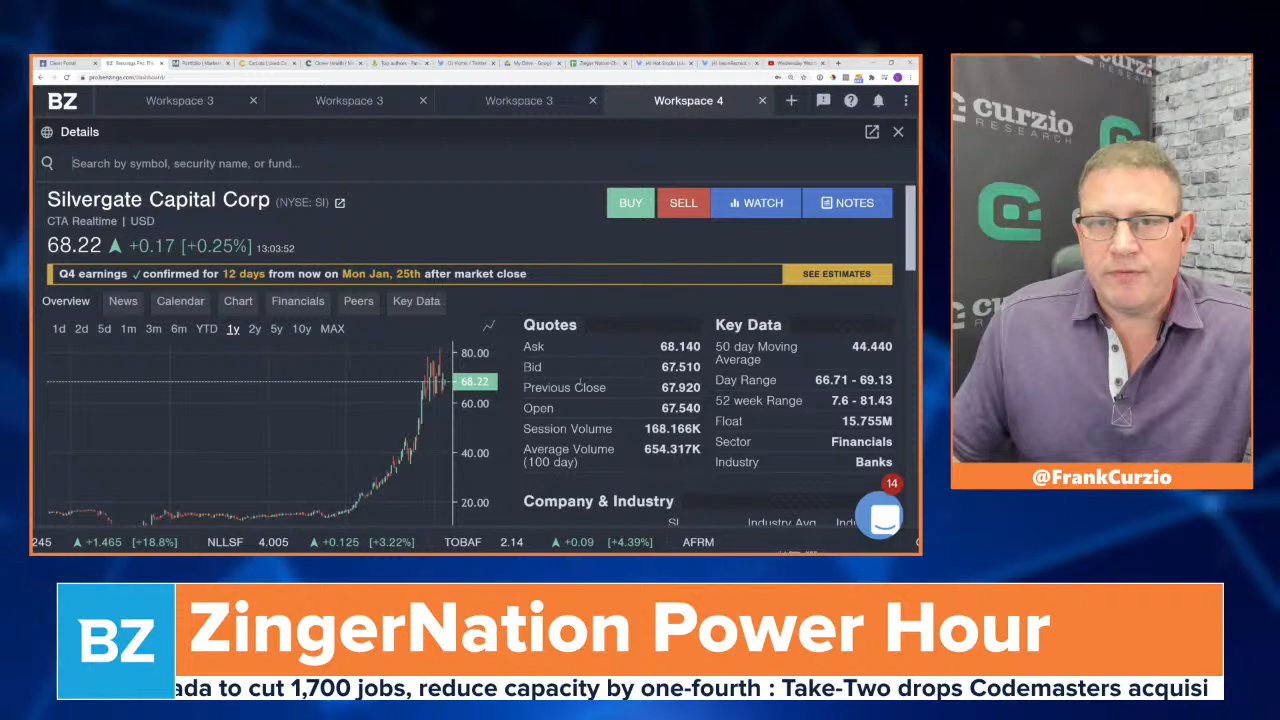 Client Portal
pro.benzinga.com/dashboard/
BZ
Workspace 3
Workspace 3
Workspace 3
Workspace 4
Details
Search by symbol, security name, or fund...
Silvergate Capital Corp (NYSE: SI)
BUY
SELL
WATCH
NOTES
CTA Realtime | USD
68.22 +0.17 [+0.25%] 13:03:52
Q4 earnings ✓confirmed for 12 days from now on Mon Jan, 25th after market close
SEE ESTIMATES
Overview News Calendar Chart Financials Peers Key Data
1d 2d 5d 1m 3m 6m YTD 1y 2y 5y 10y MAX
80.00
68.22
60.00
40.00
20.00
Quotes
Ask 68.140
Bid 67.510
Previous Close 67.920
Open 67.540
Session Volume 168.166K
Average Volume 654.317K
(100 day)
Key Data
50 day Moving 44.440
Average
Day Range 66.71 - 69.13
52 week Range 7.6 - 81.43
Float 15.755M
Sector Financials
Industry Banks
Company & Industry
SI Industry Avg
14
245 +1.465 [+18.8%] NLLSF 4.005 +0.125 [+3.22%] TOBAF 2.14 +0.09 [+4.39%] AFRM
curzio
RESEARCH
@FrankCurzio
BZ
ZingerNation Power Hour
ada to cut 1,700 jobs, reduce capacity by one-fourth : Take-Two drops Codemasters acquisi